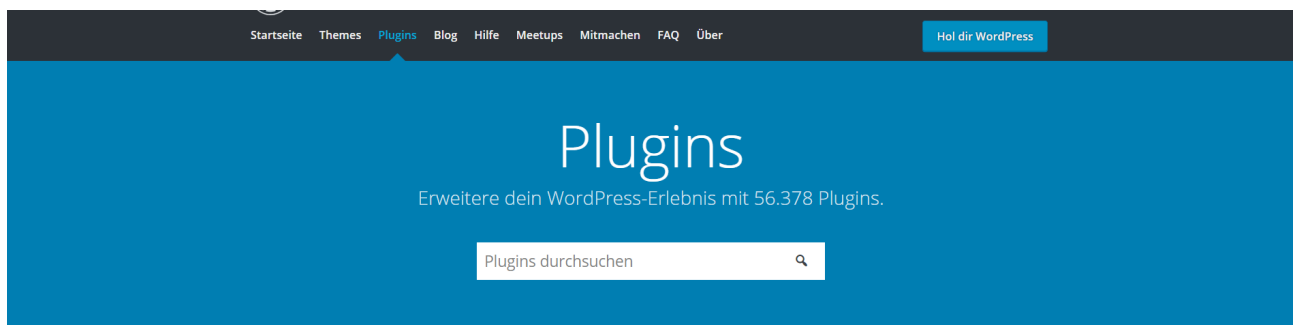 Startseite Themes Plugins Blog Hilfe Meetups Mitmachen FAQ Über Hol dir WordPress
Plugins
Erweitere dein WordPress-Erlebnis mit 56.378 Plugins.
Plugins durchsuchen